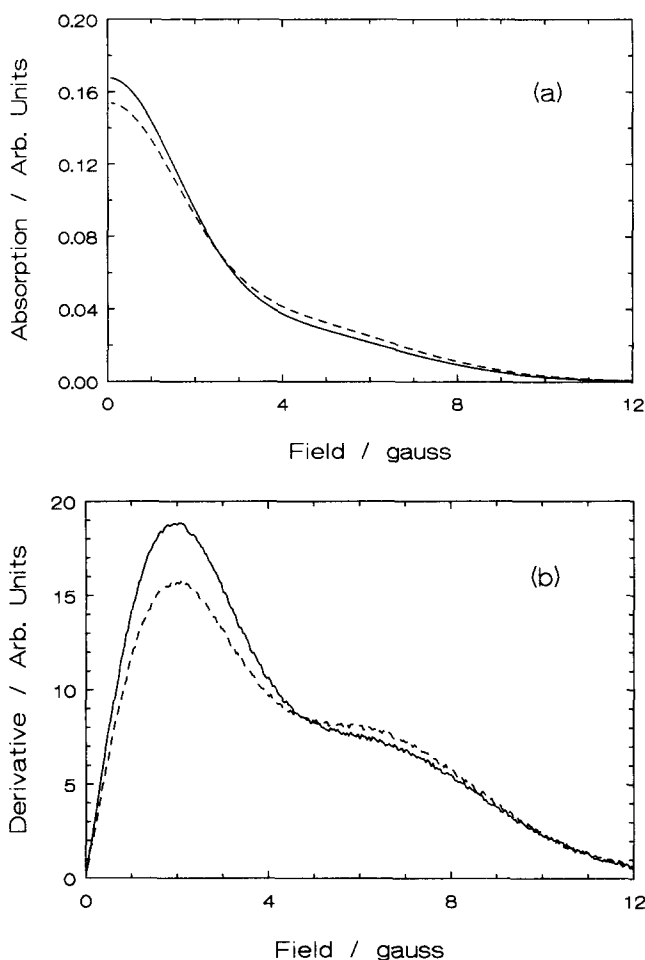 0.20
0.16
0.12
0.08
0.04
0.00
Absorption / Arb. Units
(a)
0 4 8 12
Field / gauss
20
15
10
5
0
Derivative / Arb. Units
(b)
0 4 8 12
Field / gauss